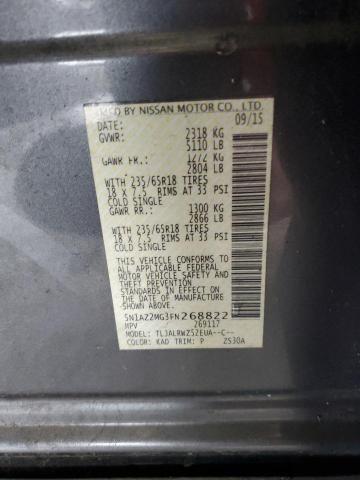 MFD BY NISSAN MOTOR CO., LTD.
DATE: 09/15
GVWR: 2318 KG
5110 LB
GAWR FR.: 1272 KG
2804 LB
WITH 235/65R18 TIRES
18 X 7.5 RIMS AT 33 PSI
COLD SINGLE
GAWR RR.: 1300 KG
2866 LB
WITH 235/65R18 TIRES
18 X 7.5 RIMS AT 33 PSI
COLD SINGLE
THIS VEHICLE CONFORMS TO ALL
APPLICABLE FEDERAL MOTOR
VEHICLE SAFETY, BUMPER, AND
THEFT PREVENTION STANDARDS
IN EFFECT ON THE DATE OF
MANUFACTURE SHOWN ABOVE.
5N1AZ2MG3FN268822
MPV 269117
MODEL: TLJALRWZ5ZEUA--C--
COLOR: KAD TRIM: P ZS30A